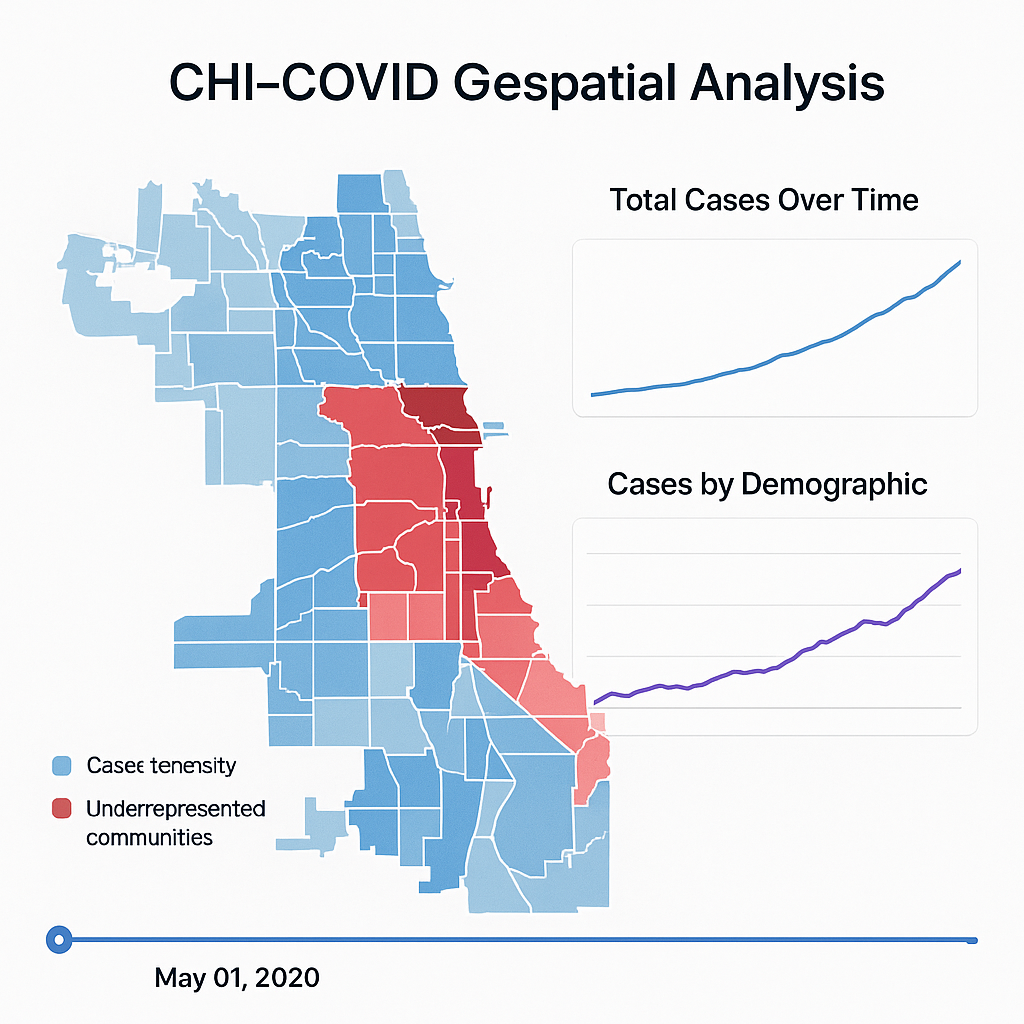 CHI–COVID Gespatial Analysis
Total Cases Over Time
Cases by Demographic
Casee tenensity
Underrepresented
communities
May 01, 2020